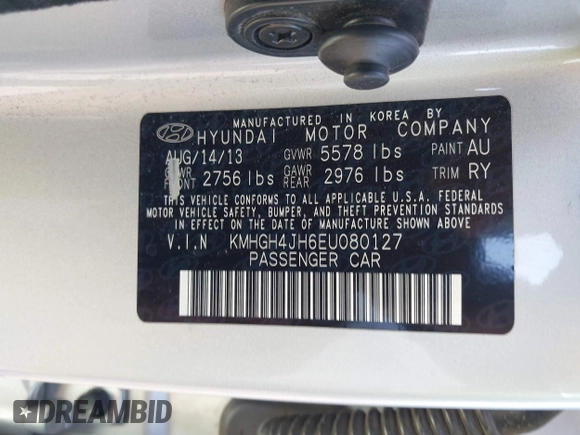 MANUFACTURED IN KOREA BY
HYUNDAI MOTOR COMPANY
AUG/14/13 GVWR 5578 lbs PAINT AU
GAWR FRONT 2756 lbs GAWR REAR 2976 lbs TRIM RY
THIS VEHICLE CONFORMS TO ALL APPLICABLE U.S.A. FEDERAL
MOTOR VEHICLE SAFETY, BUMPER, AND THEFT PREVENTION STANDARDS
IN EFFECT ON THE DATE OF MANUFACTURE SHOWN ABOVE.
V.I.N KMHGH4JH6EU080127
PASSENGER CAR
DREAMBID